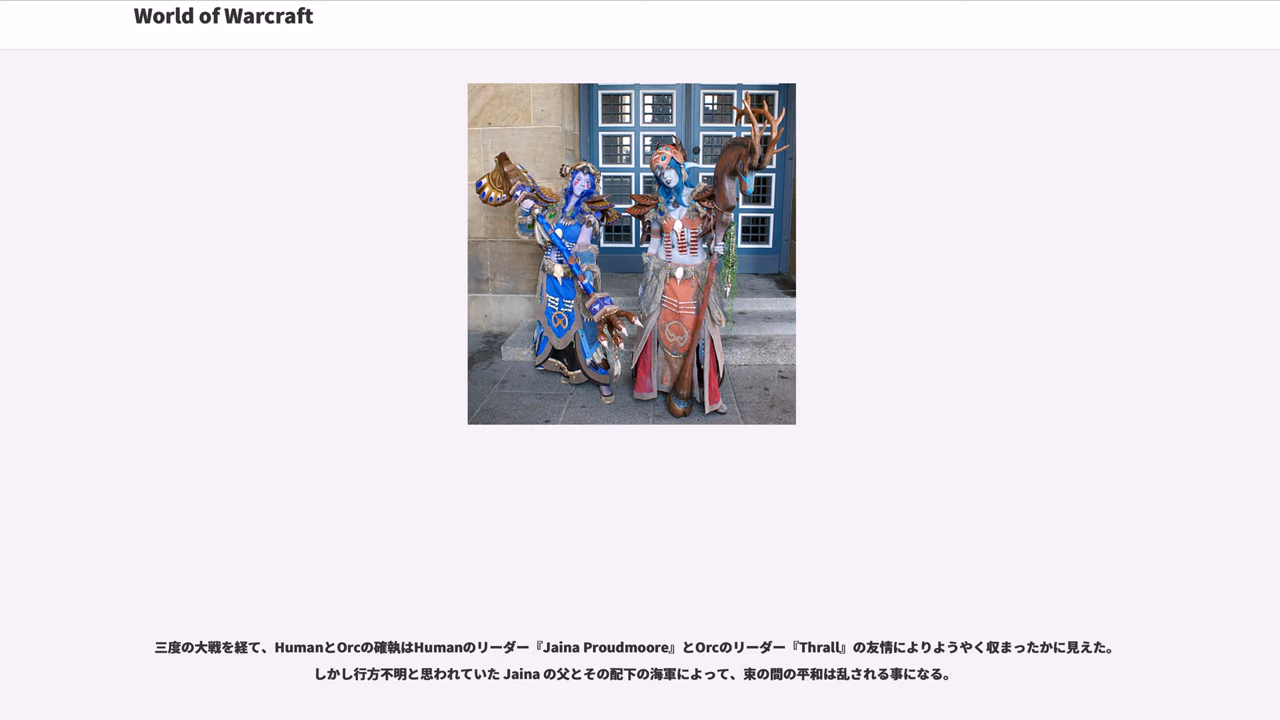 World of Warcraft
三度の大戦を経て、HumanとOrcの確執はHumanのリーダー『Jaina Proudmoore』とOrcのリーダー『Thrall』の友情によりようやく収まったかに見えた。
しかし行方不明と思われていた Jaina の父とその配下の海軍によって、束の間の平和は乱される事になる。